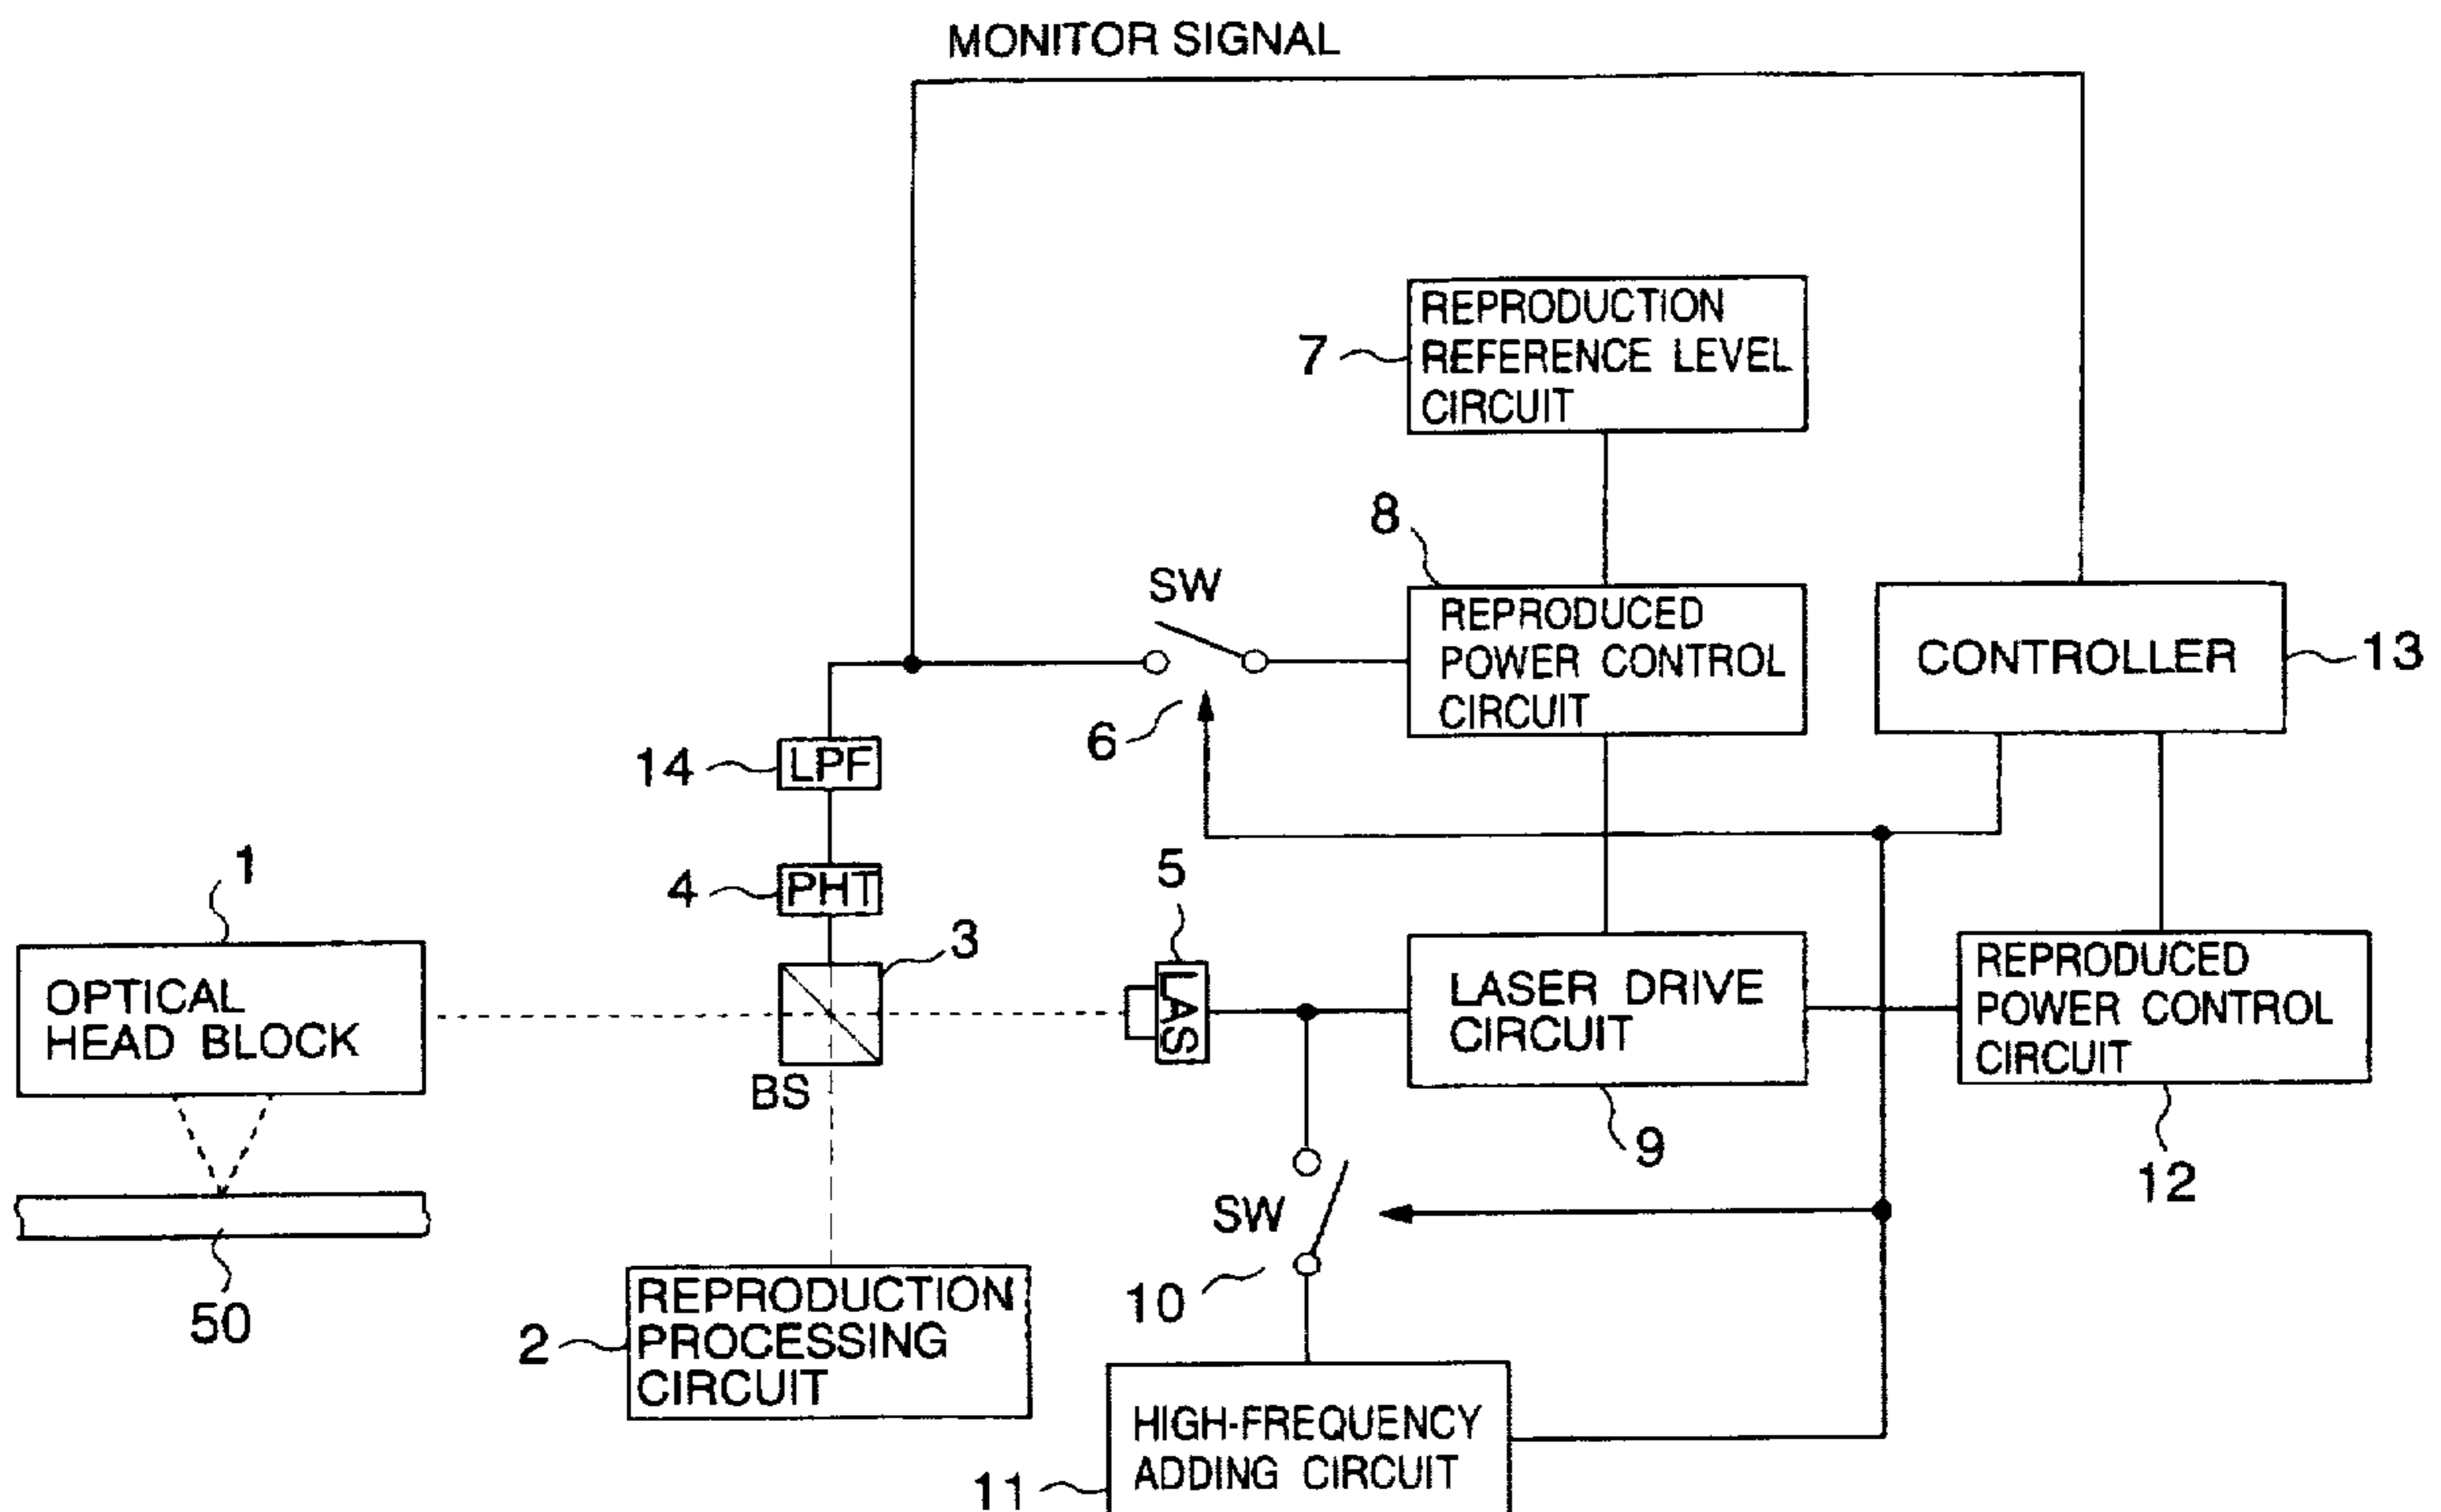 MONITOR SIGNAL
REPRODUCTION
REFERENCE LEVEL
CIRCUIT
7
8
SW
REPRODUCED
POWER CONTROL
CIRCUIT
CONTROLLER
13
6
14
LPF
1
4
PHT
5
3
OPTICAL
HEAD BLOCK
LAS
LASER DRIVE
CIRCUIT
REPRODUCED
POWER CONTROL
CIRCUIT
BS
9
12
SW
10
50
2
REPRODUCTION
PROCESSING
CIRCUIT
HIGH-FREQUENCY
ADDING CIRCUIT
11